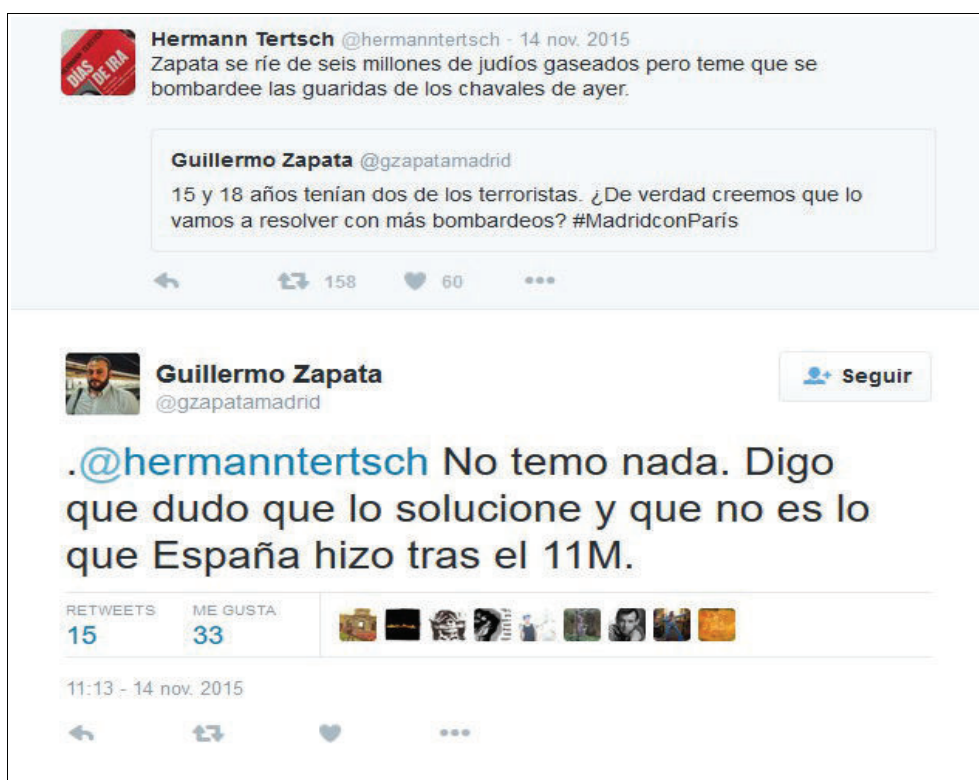 Hermann Tertsch @hermanntertsch · 14 nov. 2015
Zapata se ríe de seis millones de judíos gaseados pero teme que se
bombardee las guaridas de los chavales de ayer.
DÍAS
DE IRA
Guillermo Zapata @gzapatamadrid
15 y 18 años tenían dos de los terroristas. ¿De verdad creemos que lo
vamos a resolver con más bombardeos? #MadridconParís
158 60
Guillermo Zapata
@gzapatamadrid
Seguir
.@hermanntertsch No temo nada. Digo
que dudo que lo solucione y que no es lo
que España hizo tras el 11M.
RETWEETS ME GUSTA
15 33
11:13 - 14 nov. 2015